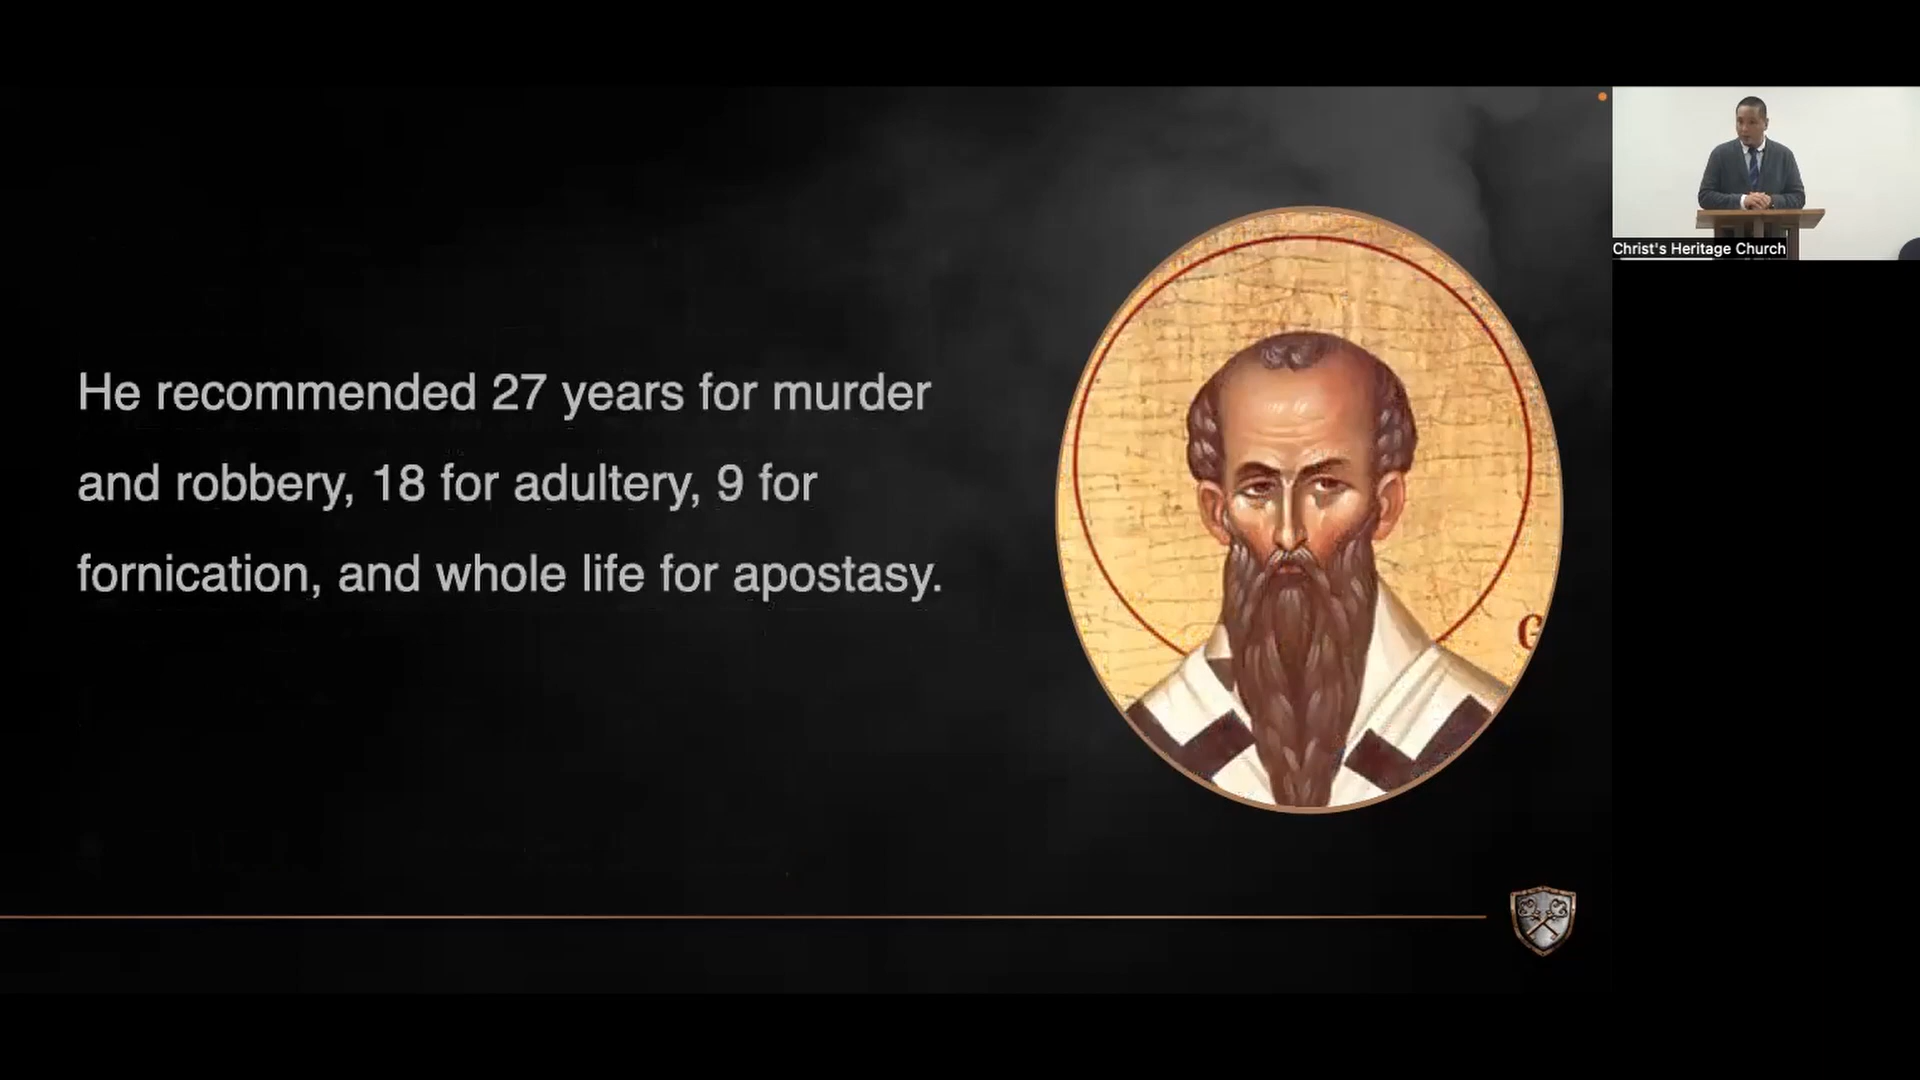 He recommended 27 years for murder
and robbery, 18 for adultery, 9 for
fornication, and whole life for apostasy.
Christ's Heritage Church